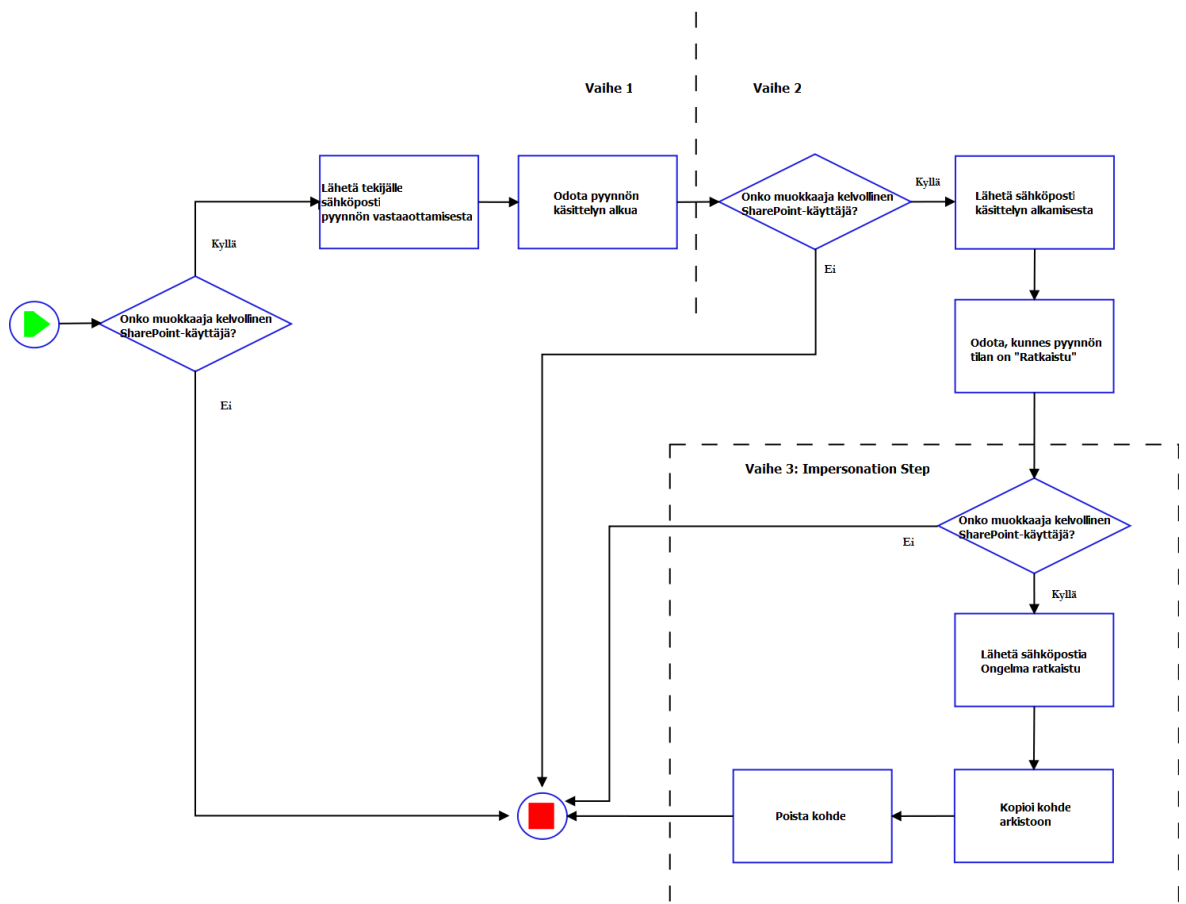 Vaihe 1
Vaihe 2
Lähetä tekijälle
sähköposti
pyynnön vastaaottamisesta
Odota pyynnön
käsittelyn alkua
Onko muokkaaja kelvollinen
SharePoint-käyttäjä?
Kyllä
Lähetä sähköposti
käsittelyn alkamisesta
Kyllä
Ei
Onko muokkaaja kelvollinen
SharePoint-käyttäjä?
Ei
Odota, kunnes pyynnön
tilan on "Ratkaistu"
Vaihe 3: Impersonation Step
Onko muokkaaja kelvollinen
SharePoint-käyttäjä?
Ei
Kyllä
Lähetä sähköpostia
Ongelma ratkaistu
Poista kohde
Kopioi kohde
arkistoon